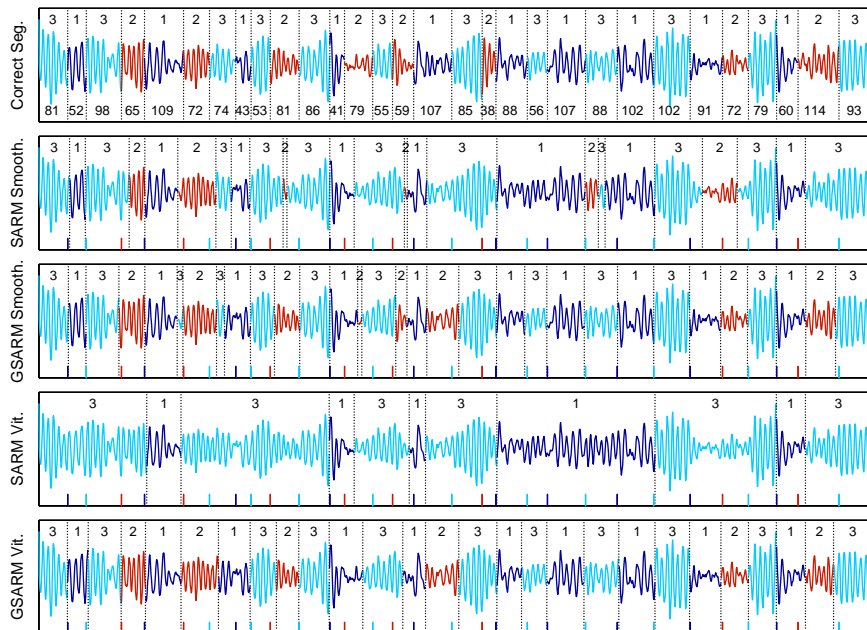 Correct Seg.
3 1 3 2 1 2 3 1 3 2 3 1 2 3 2 1 3 2 1 3 1 3 1 3 1 2 3 1 2 3
81 52 98 65 109 72 74 43 53 81 86 41 79 55 59 107 85 38 88 56 107 88 102 102 91 72 79 60 114 93
SARM Smooth.
3 1 3 2 1 2 3 1 3 2 3 1 3 2 1 3 1 2 3 1 3 2 3 1 3
GSARM Smooth.
3 1 3 2 1 3 2 3 1 3 2 3 1 2 3 2 1 2 3 1 3 1 3 1 3 1 2 3 1 2 3
SARM Vit.
3 1 3 1 3 1 3 1 3 1 3
GSARM Vit.
3 1 3 2 1 2 1 3 2 3 1 3 1 2 3 1 3 1 3 1 3 1 2 3 1 2 3